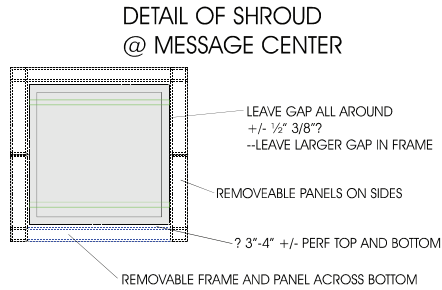 DETAIL OF SHROUD
@ MESSAGE CENTER
LEAVE GAP ALL AROUND
+/- ½" 3/8"?
--LEAVE LARGER GAP IN FRAME
REMOVEABLE PANELS ON SIDES
? 3"-4" +/- PERF TOP AND BOTTOM
REMOVABLE FRAME AND PANEL ACROSS BOTTOM